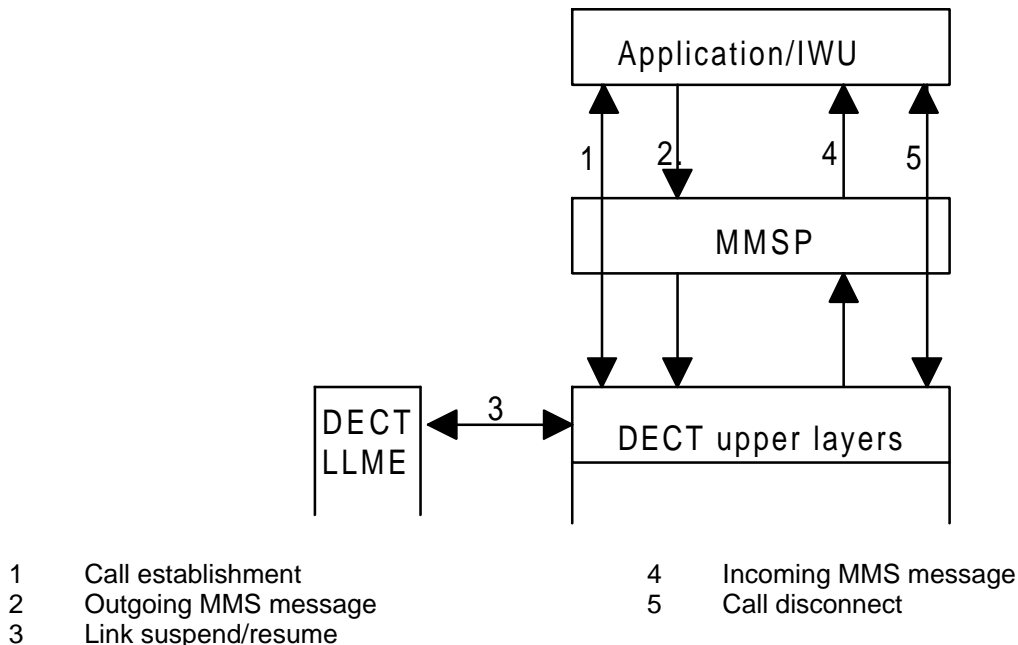 Application/IWU
1
2.
4
5
MMSP
DECT
LLME
3
DECT upper layers
1 Call establishment
2 Outgoing MMS message
3 Link suspend/resume
4 Incoming MMS message
5 Call disconnect